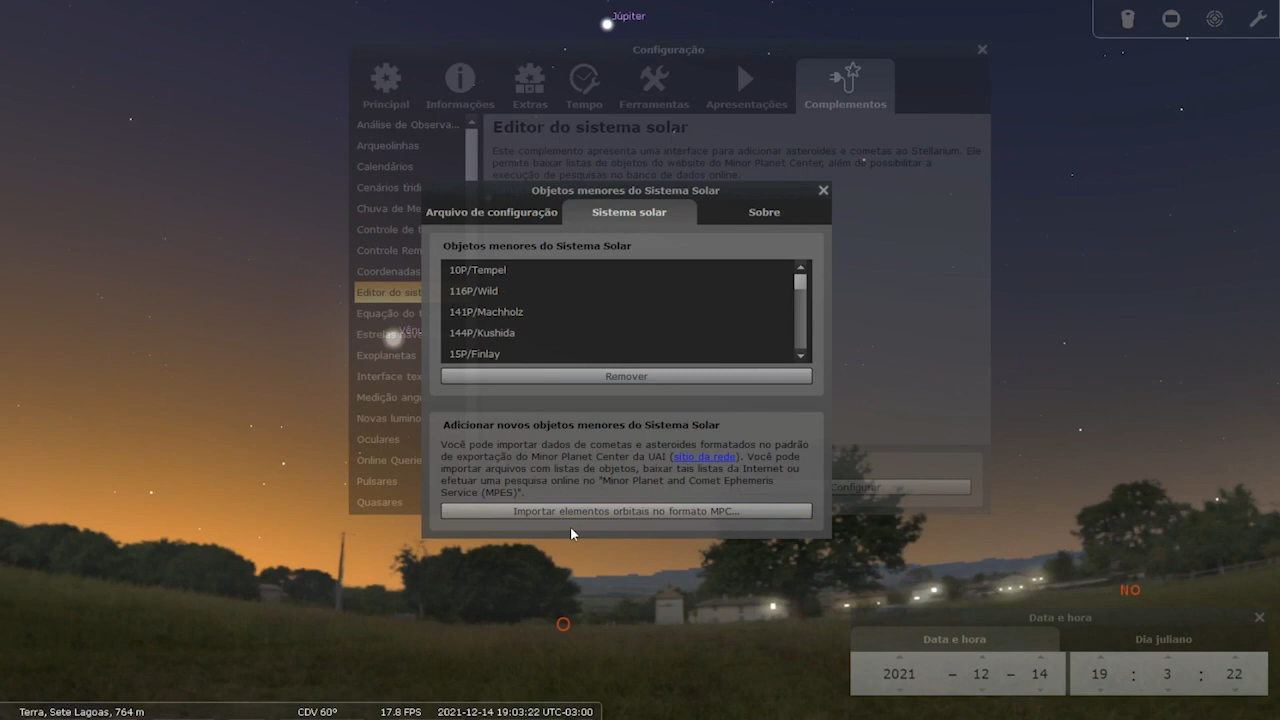 Júpiter
Configuração
Principal
Informações
Extras
Tempo
Ferramentas
Apresentações
Complementos
Análise de Observa...
Arqueolinhas
Calendários
Cenários tridi
Chuva de Me
Controle de t
Controle Rem
Coordenadas
Editor do sist
Equação do t
Estrelas nave
Exoplanetas
Interface tex
Medição angu
Novas lumino
Oculares
Online Querie
Pulsares
Quasares
Editor do sistema solar
Este complemento apresenta uma interface para adicionar asteroides e cometas ao Stellarium. Ele
permite baixar listas de objetos do website do Minor Planet Center, além de possibilitar a
execução de pesquisas no banco de dados online.
Configurar
Objetos menores do Sistema Solar
Arquivo de configuração
Sistema solar
Sobre
Objetos menores do Sistema Solar
10P/Tempel
116P/Wild
141P/Machholz
144P/Kushida
15P/Finlay
Remover
Adicionar novos objetos menores do Sistema Solar
Você pode importar dados de cometas e asteroides formatados no padrão
de exportação do Minor Planet Center da UAI (sítio da rede). Você pode
importar arquivos com listas de objetos, baixar tais listas da Internet ou
efetuar uma pesquisa online no "Minor Planet and Comet Ephemeris
Service (MPES)".
Importar elementos orbitais no formato MPC...
O
NO
Data e hora
Data e hora
Dia juliano
2021 - 12 - 14
19 : 3 : 22
Terra, Sete Lagoas, 764 m
CDV 60°
17.8 FPS
2021-12-14 19:03:22 UTC-03:00